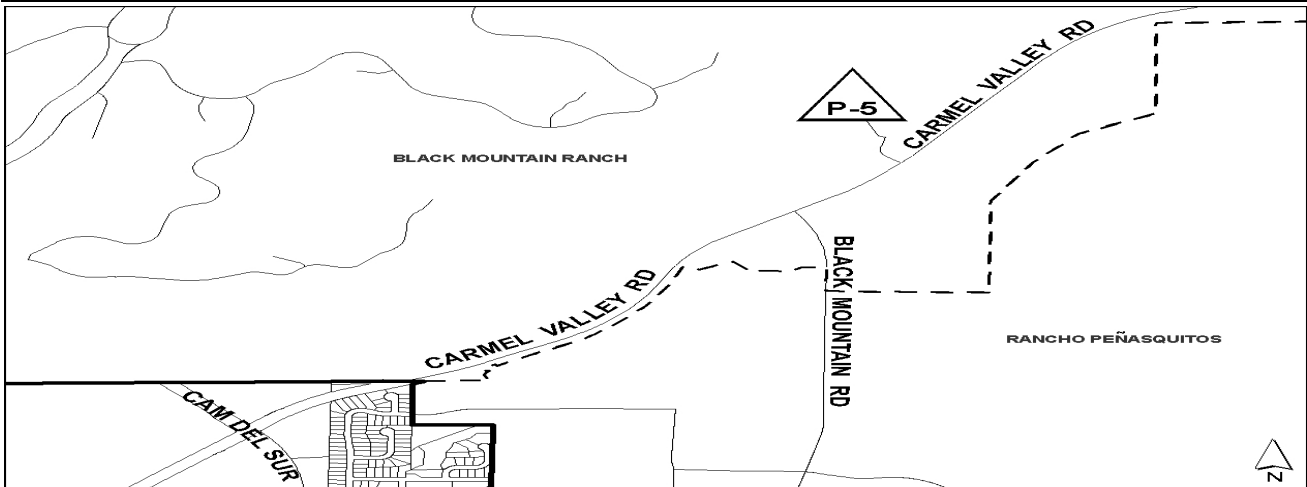 CARMEL VALLEY RD
P-5
BLACK MOUNTAIN RANCH
BLACK MOUNTAIN RD
CARMEL VALLEY RD
RANCHO PEÑASQUITOS
CAM DEL SUR
N